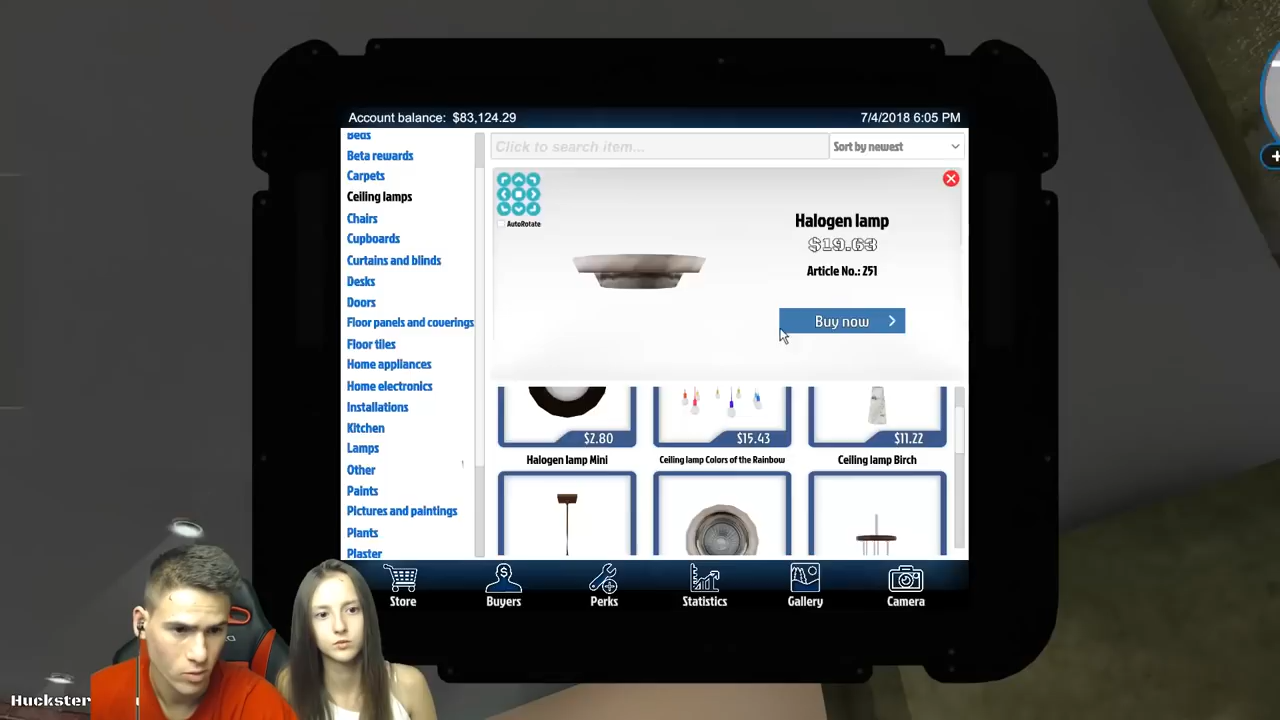 Account balance: $83,124.29
7/4/2018 6:05 PM
Beds
Beta rewards
Carpets
Ceiling lamps
Chairs
Cupboards
Curtains and blinds
Desks
Doors
Floor panels and coverings
Floor tiles
Home appliances
Home electronics
Installations
Kitchen
Lamps
Other
Paints
Pictures and paintings
Plants
Plaster
Click to search item...
Sort by newest
AutoRotate
Halogen lamp
$19.63
Article No.: 251
Buy now
$2.80
$15.43
$11.22
Halogen lamp Mini
Ceiling lamp Colors of the Rainbow
Ceiling lamp Birch
Store
Buyers
Perks
Statistics
Gallery
Camera
Huckster